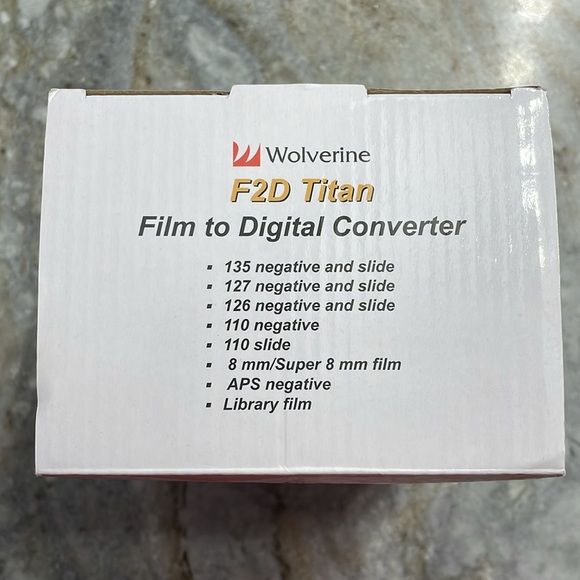 Wolverine
F2D Titan
Film to Digital Converter
▪ 135 negative and slide
▪ 127 negative and slide
▪ 126 negative and slide
▪ 110 negative
▪ 110 slide
▪ 8 mm/Super 8 mm film
▪ APS negative
▪ Library film